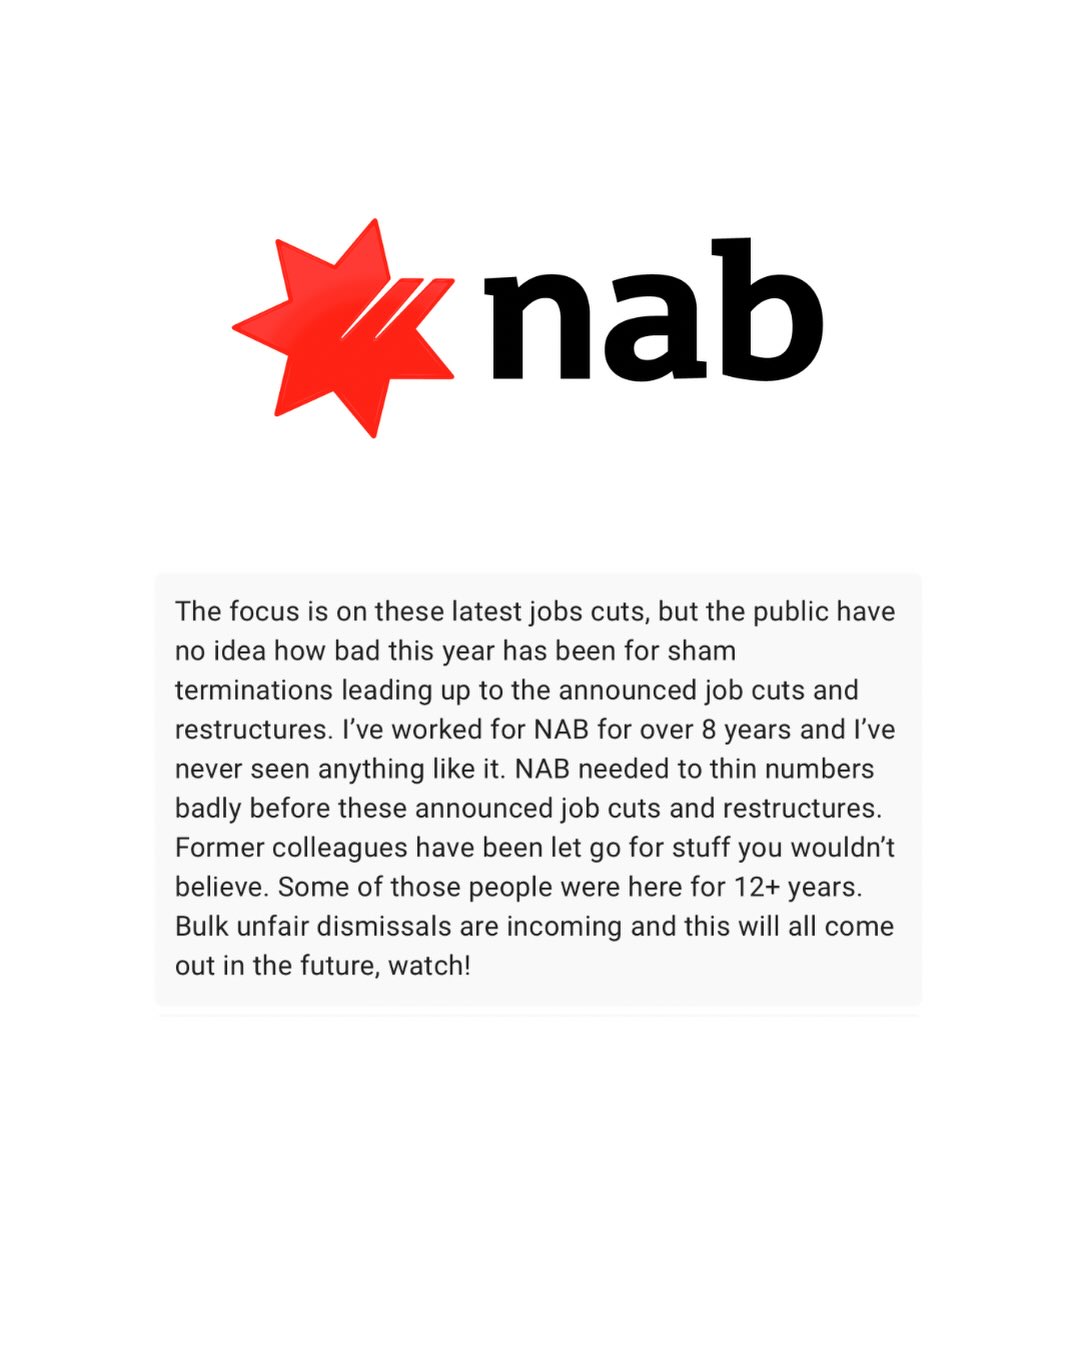 nab
The focus is on these latest jobs cuts, but the public have
no idea how bad this year has been for sham
terminations leading up to the announced job cuts and
restructures. I’ve worked for NAB for over 8 years and I’ve
never seen anything like it. NAB needed to thin numbers
badly before these announced job cuts and restructures.
Former colleagues have been let go for stuff you wouldn’t
believe. Some of those people were here for 12+ years.
Bulk unfair dismissals are incoming and this will all come
out in the future, watch!